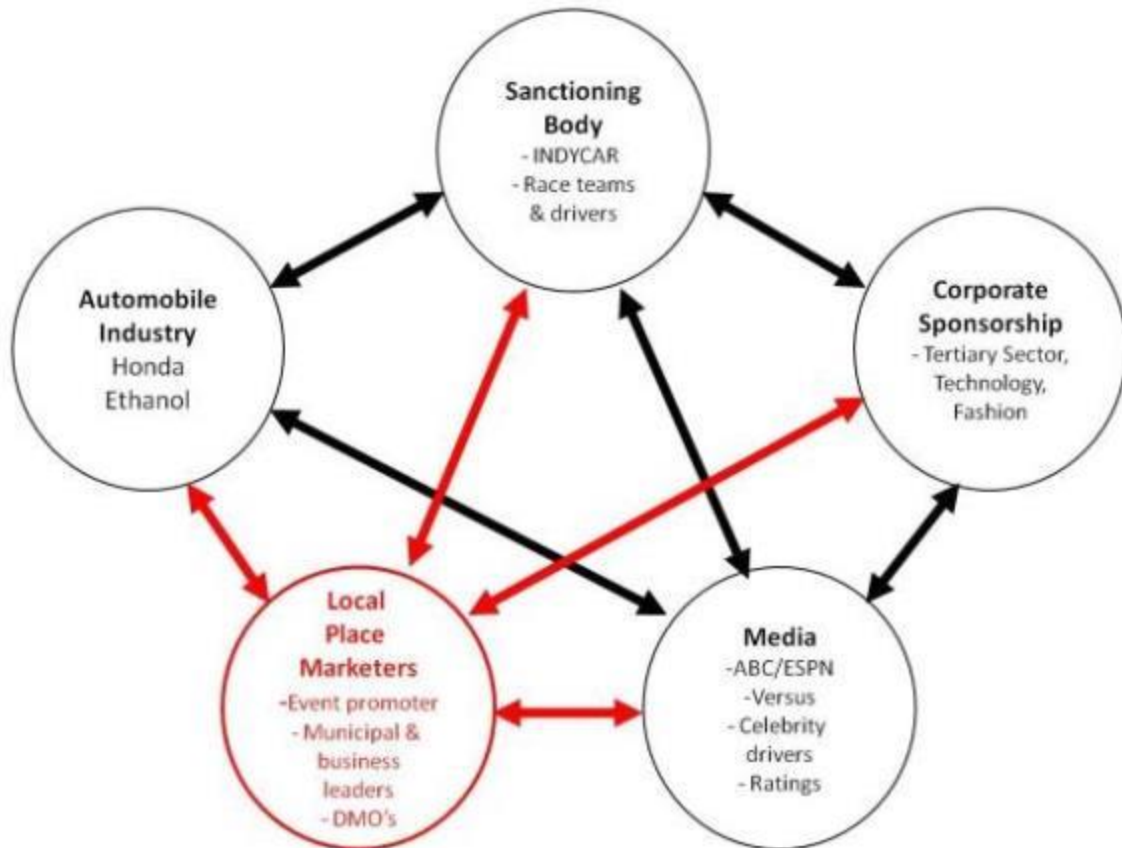 Sanctioning
Body
- INDYCAR
- Race teams
& drivers
Automobile
Industry
Honda
Ethanol
Corporate
Sponsorship
- Tertiary Sector,
Technology,
Fashion
Local
Place
Marketers
-Event promoter
- Municipal &
business
leaders
- DMO's
Media
-ABC/ESPN
-Versus
- Celebrity
drivers
- Ratings